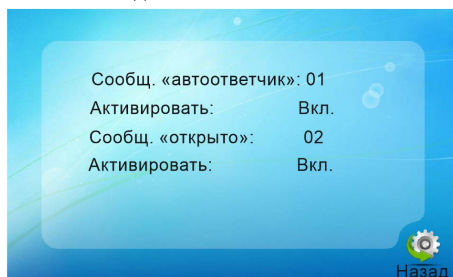 Сообщ. «автоответчик»: 01
Активировать: Вкл.
Сообщ. «открыто»: 02
Активировать: Вкл.
Назад